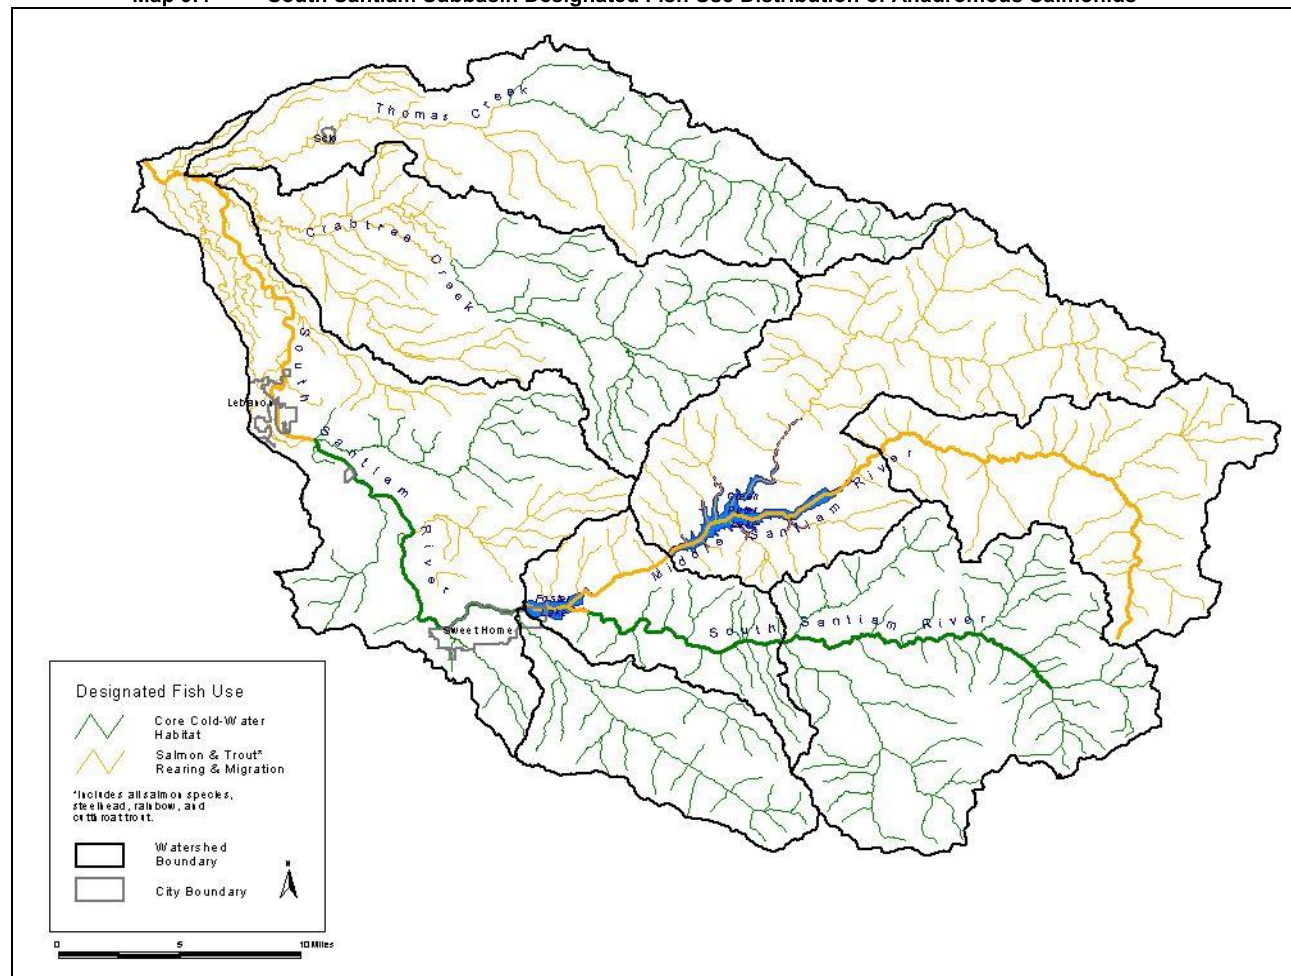 South Santiam Subbasin Designated Fish Use Distribution of Anadromous Salmonids
Thomas Creek
Scio
Crabtree Creek
South Santiam River
Lebanon
Green
Peter
Lake
Middle Santiam River
Foster
Lake
Sweet Home
South Santiam River
Designated Fish Use
Core Cold-Water
Habitat
Salmon & Trout*
Rearing & Migration
*Includes all salmon species,
steelhead, rainbow, and
cutthroat trout.
Watershed
Boundary
City Boundary
N
0 5 10 Miles